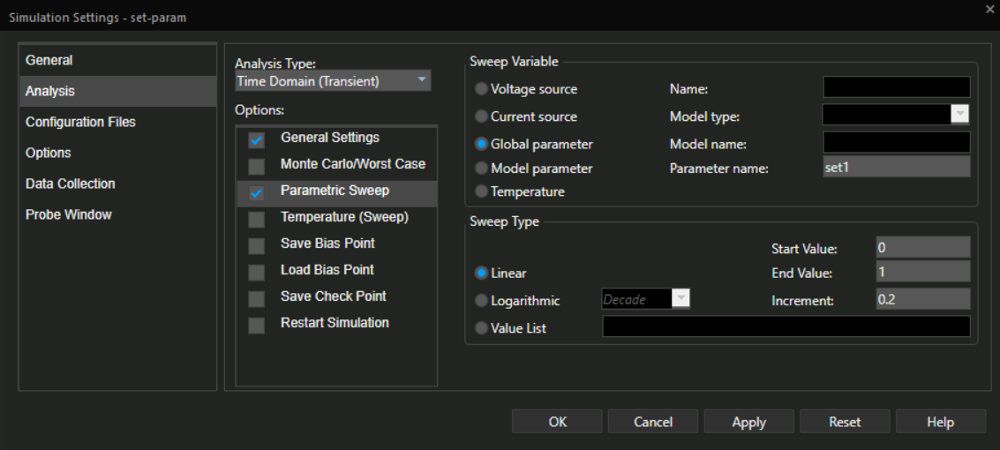 Simulation Settings - set-param
General
Analysis
Configuration Files
Options
Data Collection
Probe Window
Analysis Type:
Time Domain (Transient)
Options:
General Settings
Monte Carlo/Worst Case
Parametric Sweep
Temperature (Sweep)
Save Bias Point
Load Bias Point
Save Check Point
Restart Simulation
Sweep Variable
Voltage source
Name:
Current source
Model type:
Global parameter
Model name:
Model parameter
Parameter name: set1
Temperature
Sweep Type
Start Value: 0
Linear
End Value: 1
Logarithmic Decade
Increment: 0.2
Value List
OK Cancel Apply Reset Help